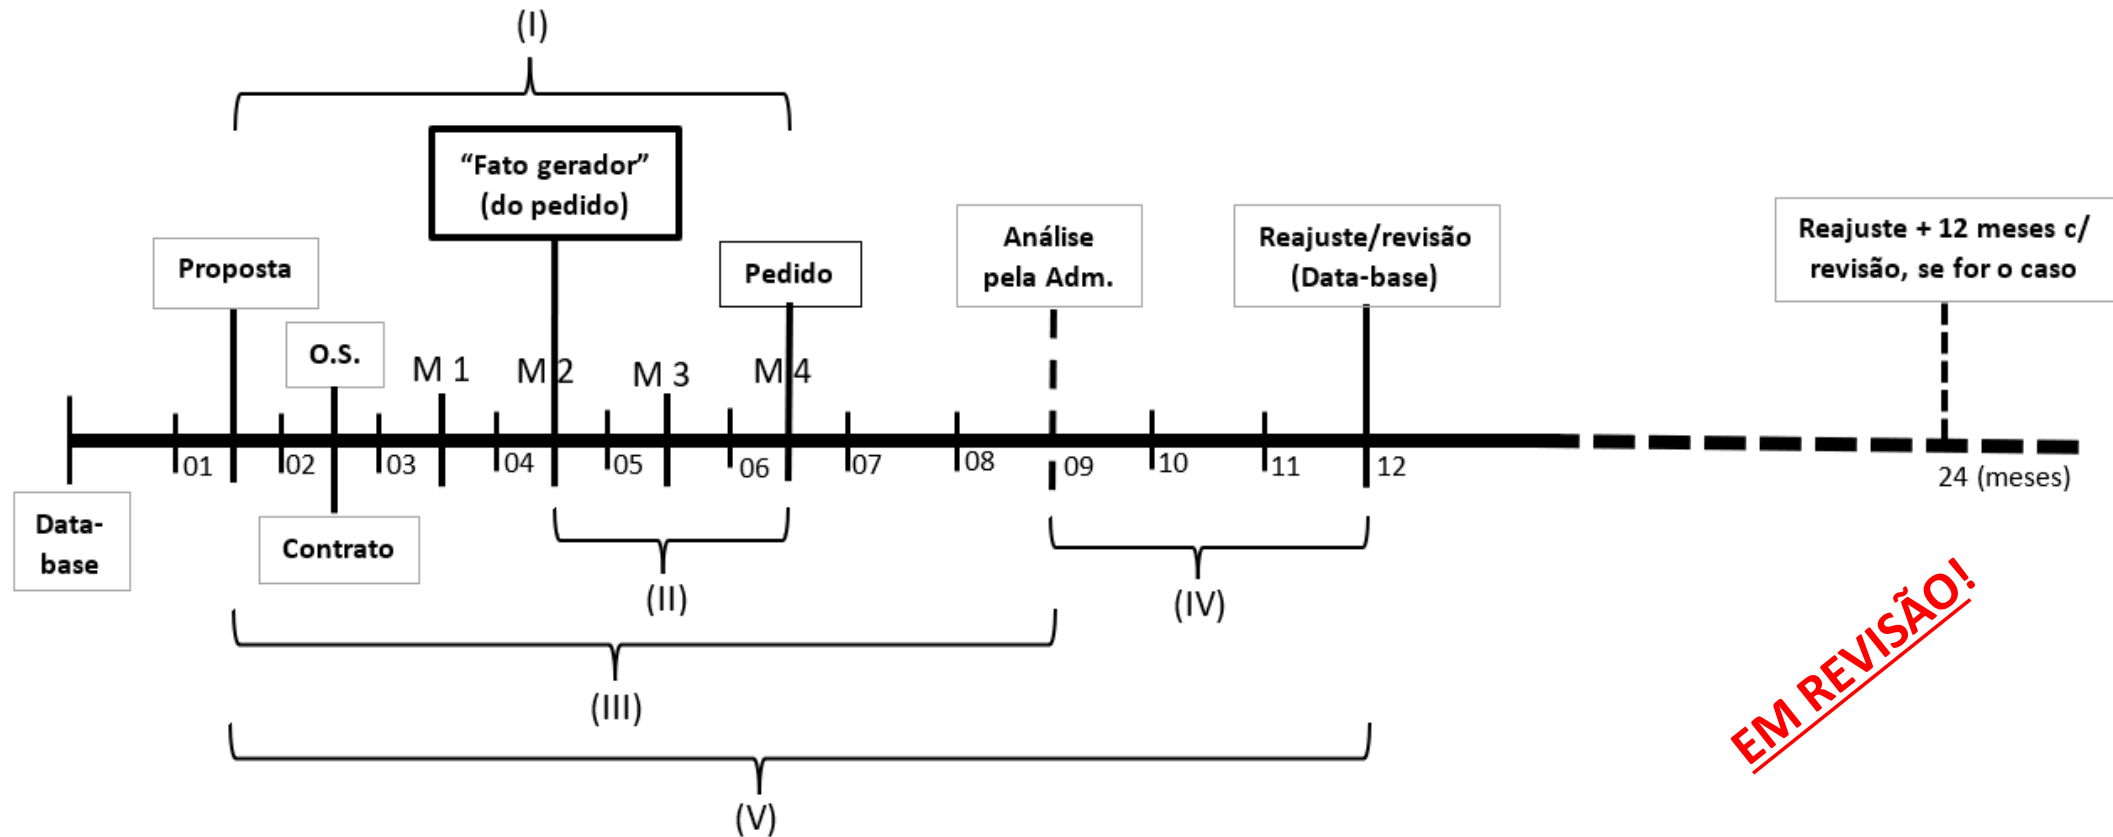 (I)
“Fato gerador”
(do pedido)
Proposta
O.S.
Pedido
Análise
pela Adm.
Reajuste/revisão
(Data-base)
Reajuste + 12 meses c/
revisão, se for o caso
M 1
M 2
M 3
M 4
01
02
03
04
05
06
07
08
09
10
11
12
24 (meses)
Data-
base
Contrato
(II)
(IV)
(III)
(V)
EM REVISÃO!